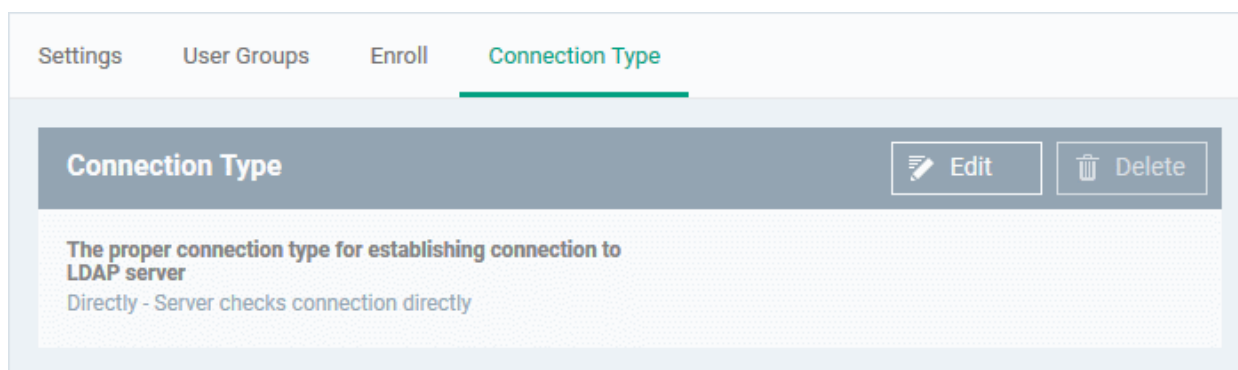 Settings User Groups Enroll Connection Type
Connection Type Edit Delete
The proper connection type for establishing connection to
LDAP server
Directly - Server checks connection directly